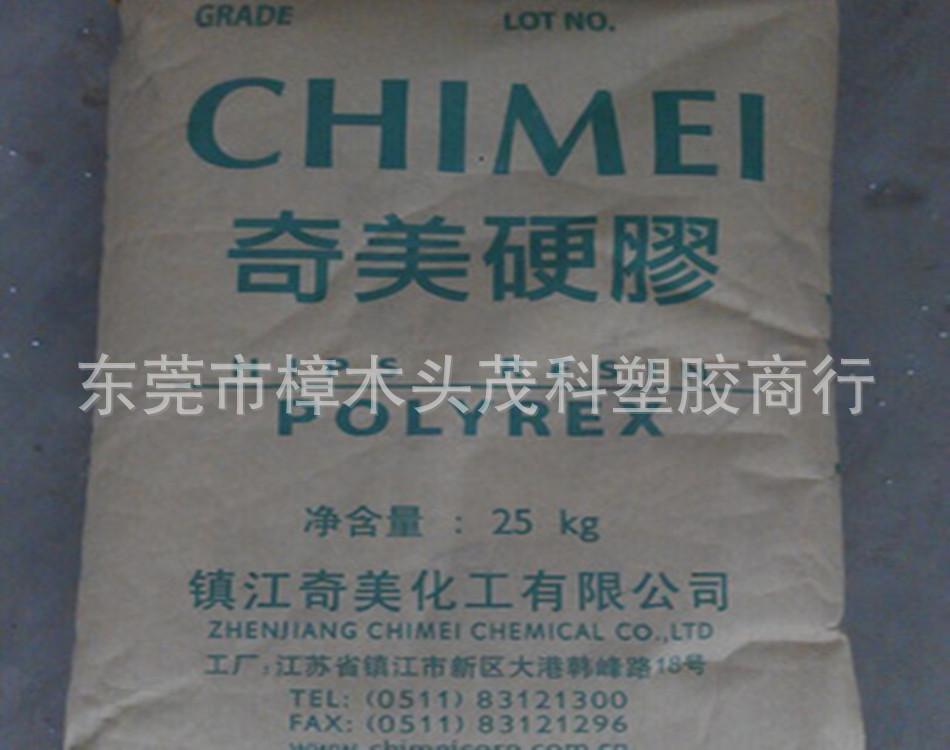 GRADE LOT NO.
CHIMEI
奇美硬膠
HIPS RESIN
东莞市樟木头茂科塑胶商行
POLYREX
净含量 : 25 kg
镇江奇美化工有限公司
ZHENJIANG CHIMEI CHEMICAL CO.,LTD
工厂:江苏省镇江市新区大港韩峰路18号
TEL: (0511) 83121300
FAX: (0511) 83121296